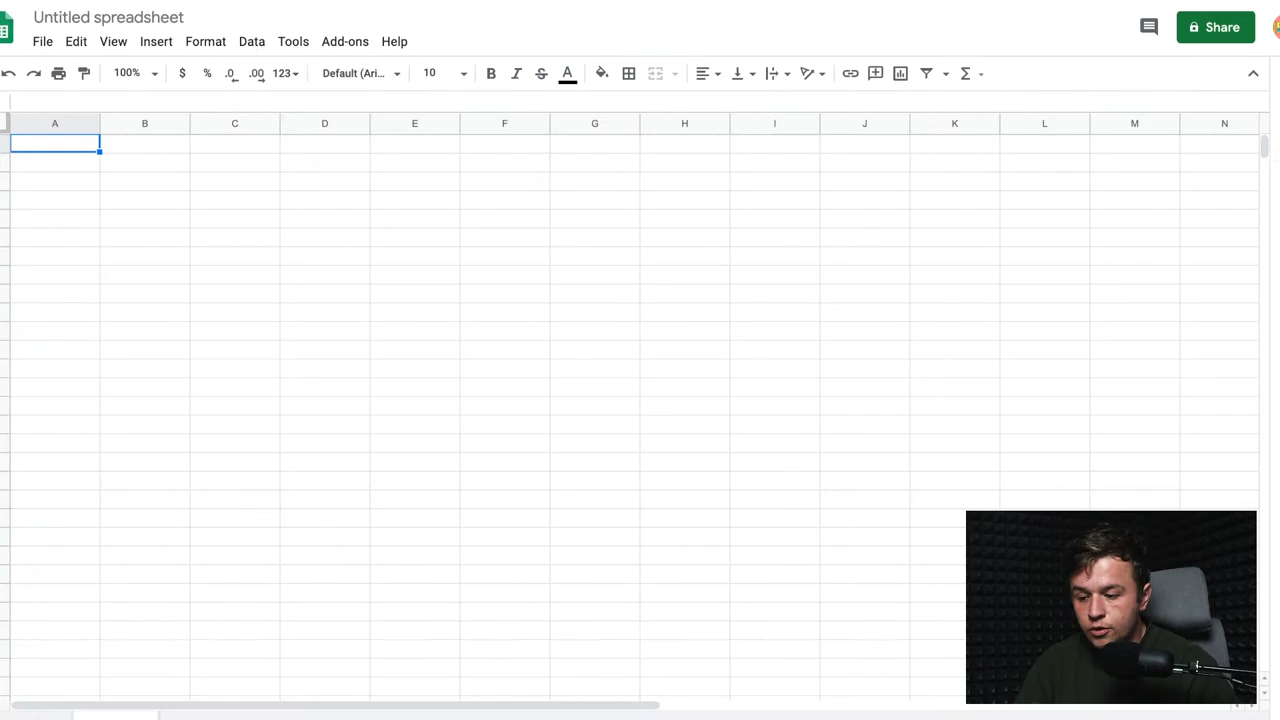 Untitled spreadsheet
File Edit View Insert Format Data Tools Add-ons Help
Share
100% $ % .0 .00 123 Default (Ari... 10 B I S A Σ
A B C D E F G H I J K L M N